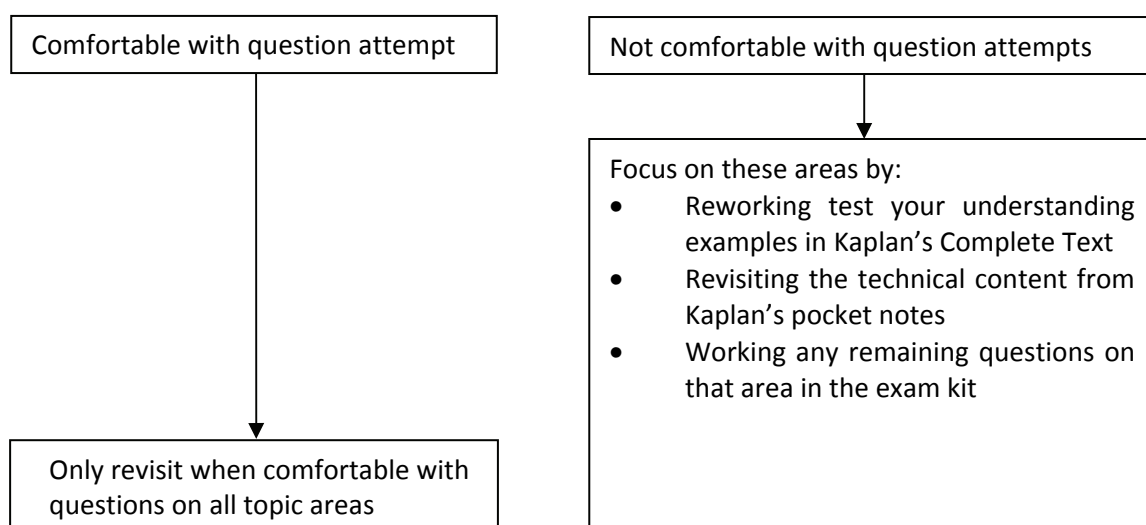 Comfortable with question attempt
Not comfortable with question attempts
Focus on these areas by:
• Reworking test your understanding
examples in Kaplan’s Complete Text
• Revisiting the technical content from
Kaplan’s pocket notes
• Working any remaining questions on
that area in the exam kit
Only revisit when comfortable with
questions on all topic areas